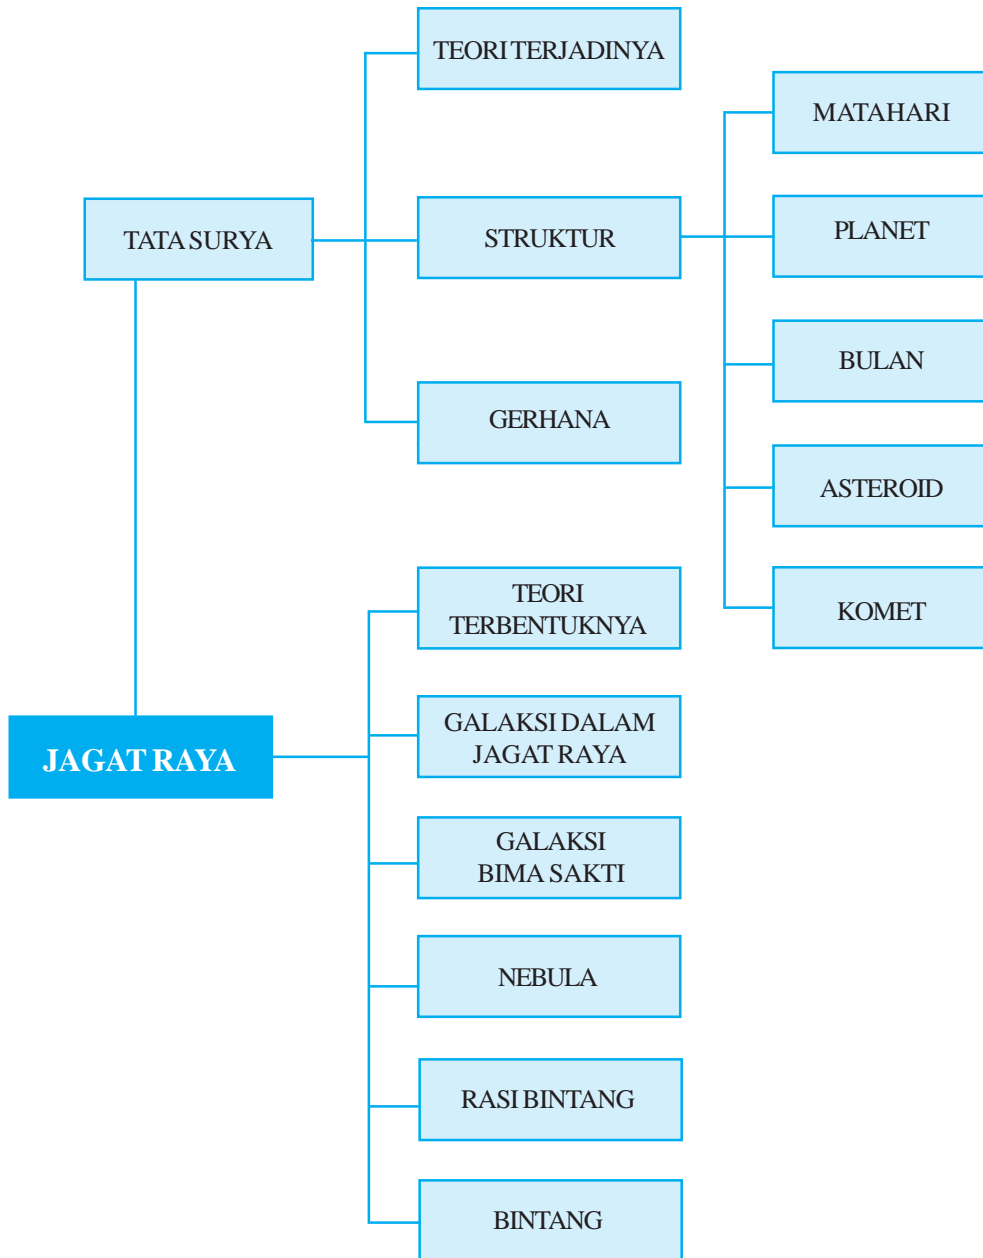 TEORI TERJADINYA
MATAHARI
TATA SURYA
STRUKTUR
PLANET
BULAN
GERHANA
ASTEROID
TEORI
TERBENTUKNYA
KOMET
GALAKSI DALAM
JAGAT RAYA
JAGAT RAYA
GALAKSI
BIMA SAKTI
NEBULA
RASI BINTANG
BINTANG